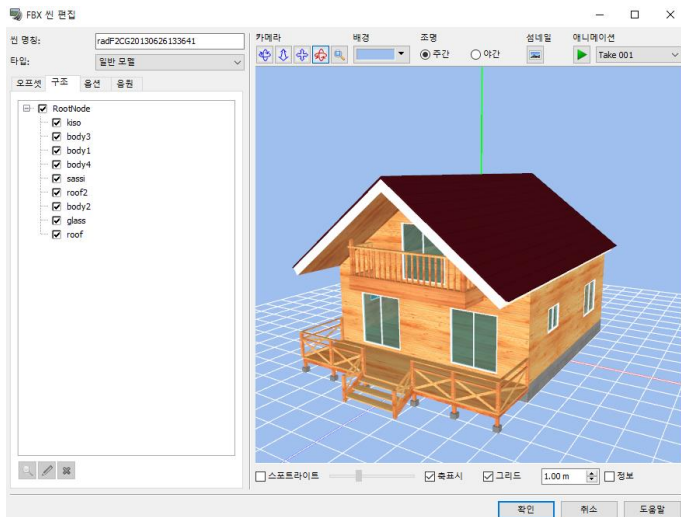 FBX 씬 편집
씬 명칭:
radF2CG20130626133641
타입:
일반 모델
오프셋 구조 옵션 음원
RootNode
kiso
body3
body1
body4
sassi
roof2
body2
glass
roof
카메라 배경 조명 섬네일 애니메이션
주간 야간 Take 001
스포트라이트 축표시 그리드 1.00 m 정보
확인 취소 도움말